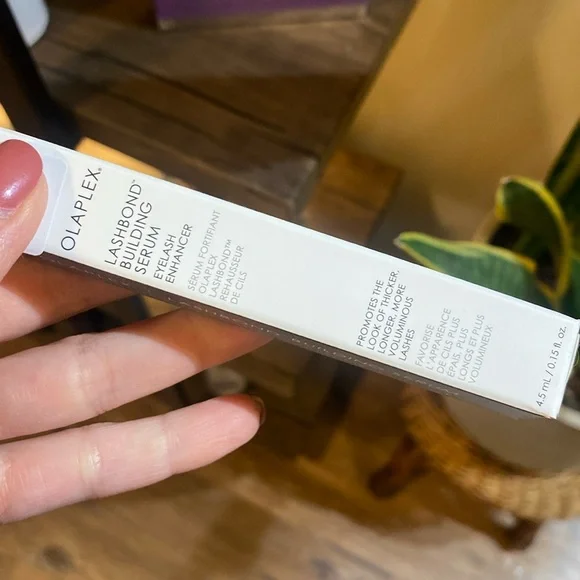 OLAPLEX®
LASHBOND™
BUILDING
SERUM
EYELASH
ENHANCER
SÉRUM FORTIFIANT
OLAPLEX
LASHBOND™
REHAUSSEUR
DE CILS
PROMOTES THE
LOOK OF THICKER,
LONGER, MORE
VOLUMINOUS
LASHES
FAVORISE
L'APPARENCE
DE CILS PLUS
ÉPAIS, PLUS
LONGS ET PLUS
VOLUMINEUX
4.5 mL / 0.15 fl. oz.